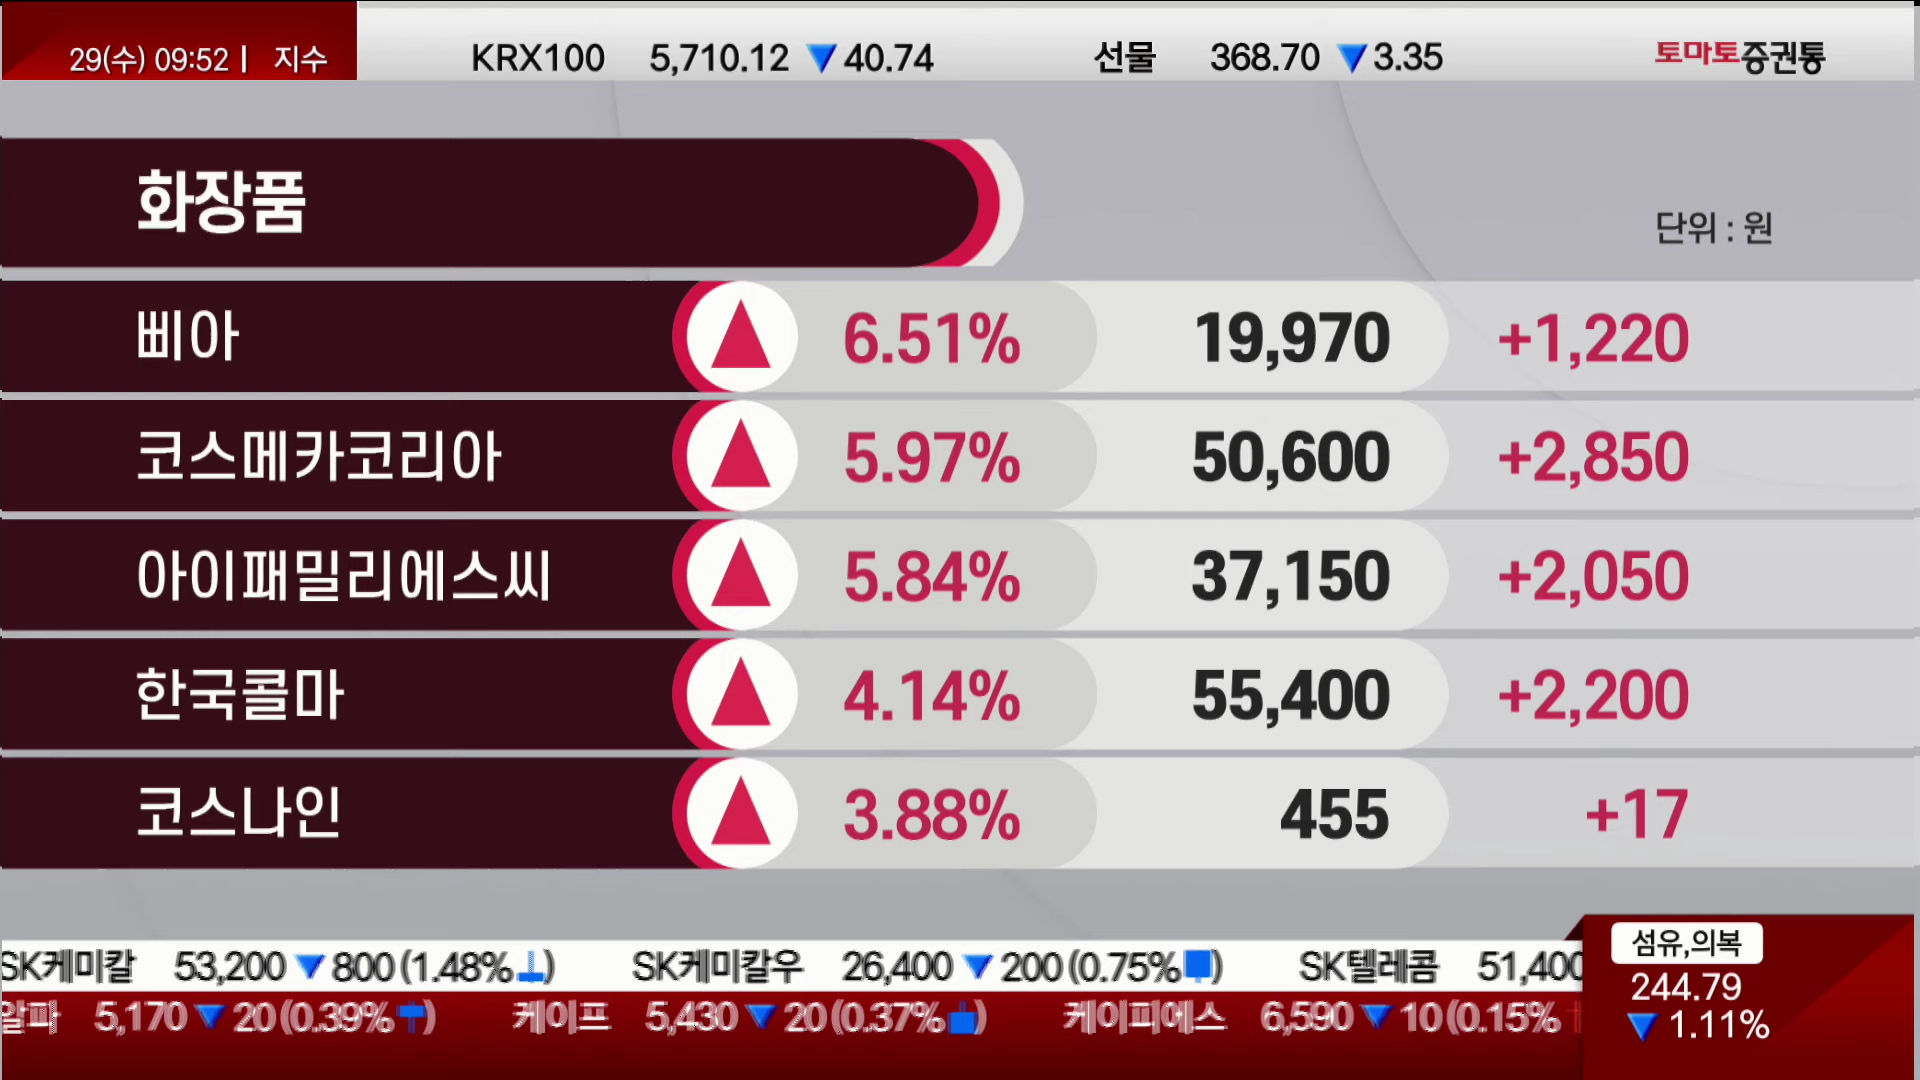 29(수) 09:52 | 지수 KRX100 5,710.12 ▼ 40.74 선물 368.70 ▼ 3.35 토마토증권통
화장품
단위 : 원
삐아 ▲ 6.51% 19,970 +1,220
코스메카코리아 ▲ 5.97% 50,600 +2,850
아이패밀리에스씨 ▲ 5.84% 37,150 +2,050
한국콜마 ▲ 4.14% 55,400 +2,200
코스나인 ▲ 3.88% 455 +17
SK케미칼 53,200 ▼ 800 (1.48%) SK케미칼우 26,400 ▼ 200 (0.75%) SK텔레콤 51,400
알파 5,170 ▼ 20 (0.39%) 케이프 5,430 ▼ 20 (0.37%) 케이피에스 6,590 ▼ 10 (0.15%
섬유,의복
244.79
▼ 1.11%